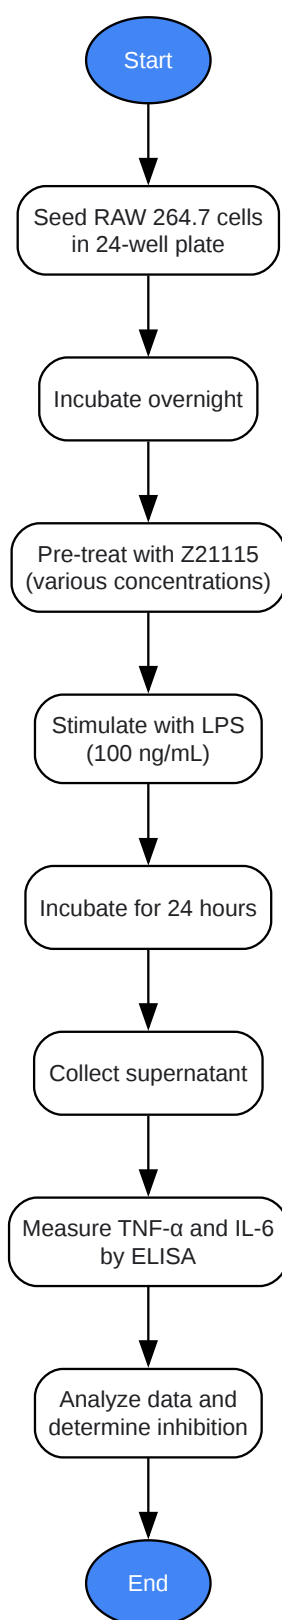 Start
Seed RAW 264.7 cells
in 24-well plate
Incubate overnight
Pre-treat with Z21115
(various concentrations)
Stimulate with LPS
(100 ng/mL)
Incubate for 24 hours
Collect supernatant
Measure TNF-α and IL-6
by ELISA
Analyze data and
determine inhibition
End